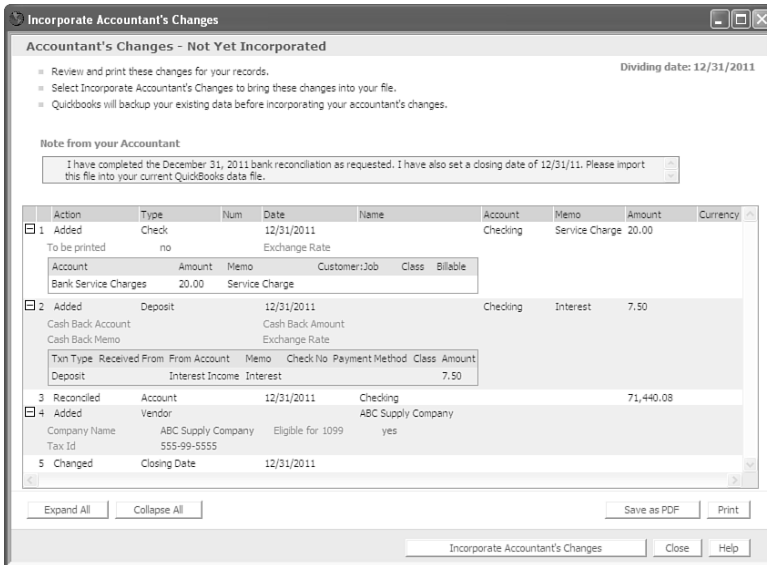 Incorporate Accountant's Changes
Accountant's Changes - Not Yet Incorporated
Dividing date: 12/31/2011
Review and print these changes for your records.
Select Incorporate Accountant's Changes to bring these changes into your file.
Quickbooks will backup your existing data before incorporating your accountant's changes.
Note from your Accountant
I have completed the December 31, 2011 bank reconciliation as requested. I have also set a closing date of 12/31/11. Please import
this file into your current QuickBooks data file.
Action Type Num Date Name Account Memo Amount Currency
1 Added Check 12/31/2011 Checking Service Charge 20.00
To be printed no Exchange Rate
Account Amount Memo Customer:Job Class Billable
Bank Service Charges 20.00 Service Charge
2 Added Deposit 12/31/2011 Checking Interest 7.50
Cash Back Account Cash Back Amount
Cash Back Memo Exchange Rate
Txn Type Received From From Account Memo Check No Payment Method Class Amount
Deposit Interest Income Interest 7.50
3 Reconciled Account 12/31/2011 Checking 71,440.08
4 Added Vendor ABC Supply Company
Company Name ABC Supply Company Eligible for 1099 yes
Tax Id 555-99-5555
5 Changed Closing Date 12/31/2011
Expand All Collapse All Save as PDF Print
Incorporate Accountant's Changes Close Help